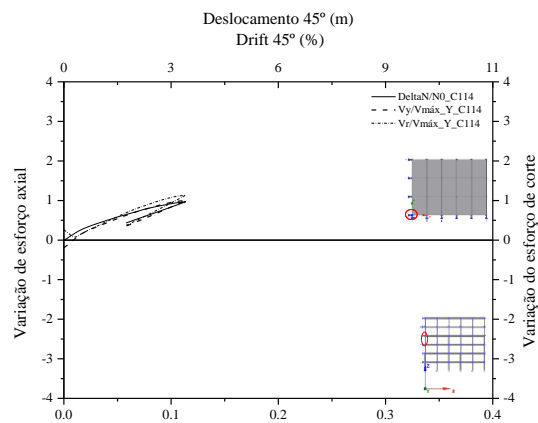 Deslocamento 45º (m)
Drift 45º (%)
0 3 6 8 11
DeltaN/N0_C114
Vy/Vmáx_Y_C114
Vr/Vmáx_Y_C114
Variação de esforço axial
Variação do esforço de corte
4 4
3 3
2 2
1 1
0 0
-1 -1
-2 -2
-3 -3
-4 -4
0.0 0.1 0.2 0.3 0.4